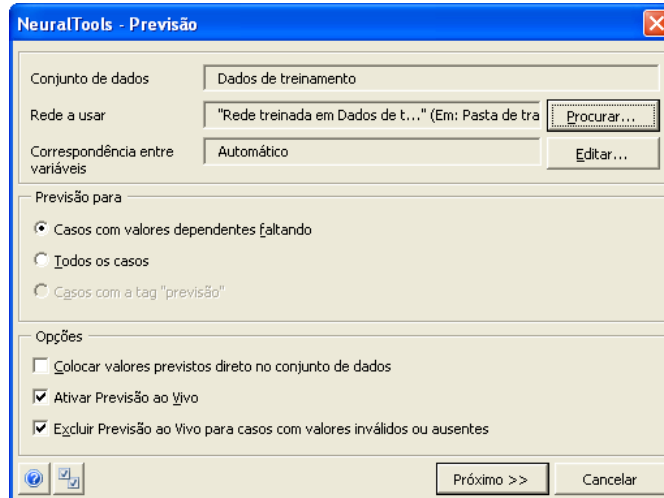 NeuralTools - Previsão
Conjunto de dados
Dados de treinamento
Rede a usar
"Rede treinada em Dados de t..." (Em: Pasta de tra
Procurar...
Correspondência entre
variáveis
Automático
Editar...
Previsão para
Casos com valores dependentes faltando
Todos os casos
Casos com a tag "previsão"
Opções
Colocar valores previstos direto no conjunto de dados
Ativar Previsão ao Vivo
Excluir Previsão ao Vivo para casos com valores inválidos ou ausentes
Próximo >>
Cancelar